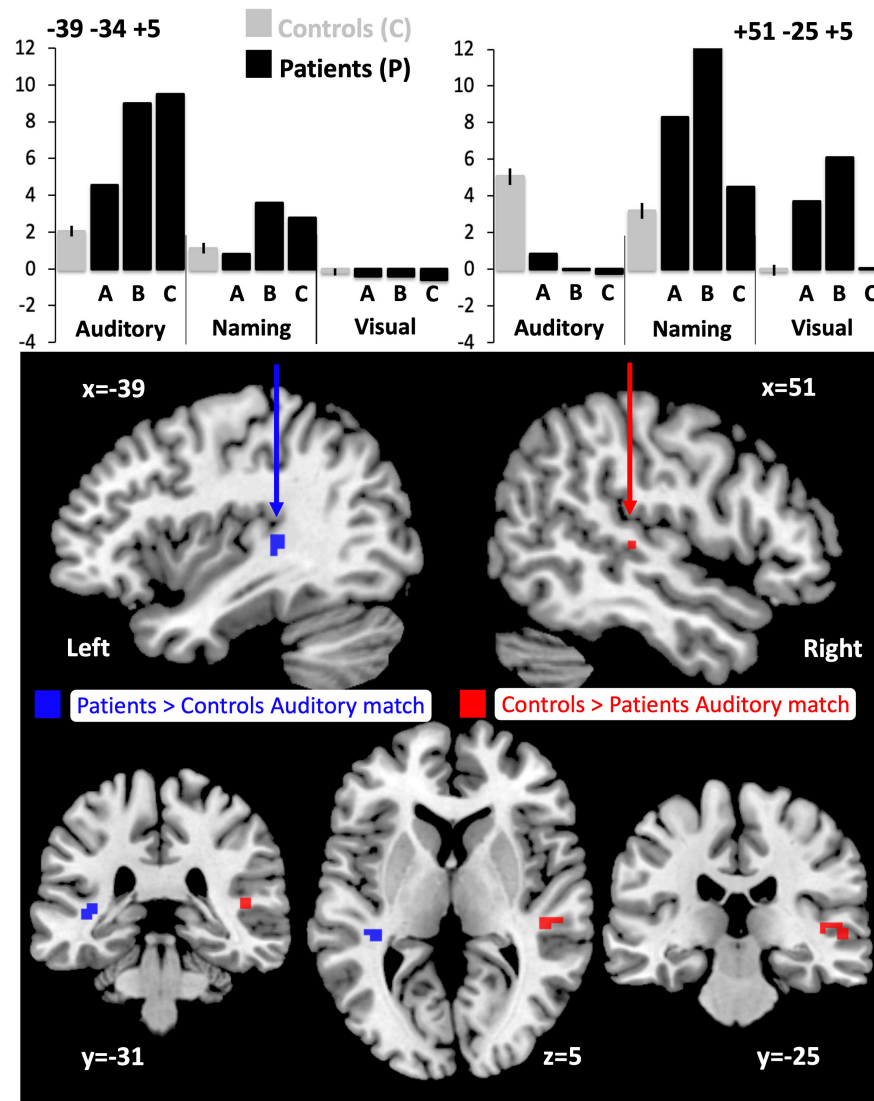 -39 -34 +5
Controls (C)
Patients (P)
+51 -25 +5
12
10
8
6
4
2
0
-2
-4
A B C A B C A B C
Auditory Naming Visual
12
10
8
6
4
2
0
-2
-4
A B C A B C A B C
Auditory Naming Visual
x=-39
x=51
Left
Right
Patients > Controls Auditory match
Controls > Patients Auditory match
y=-31
z=5
y=-25